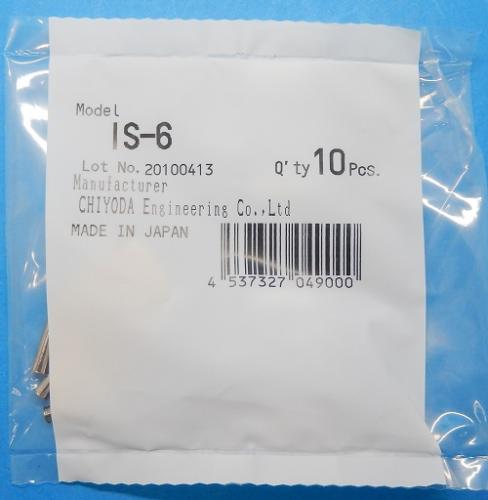 Model
IS-6
Lot No. 20100413 Q'ty 10 Pcs.
Manufacturer
CHIYODA Engineering Co.,Ltd
MADE IN JAPAN
4 537327 049000